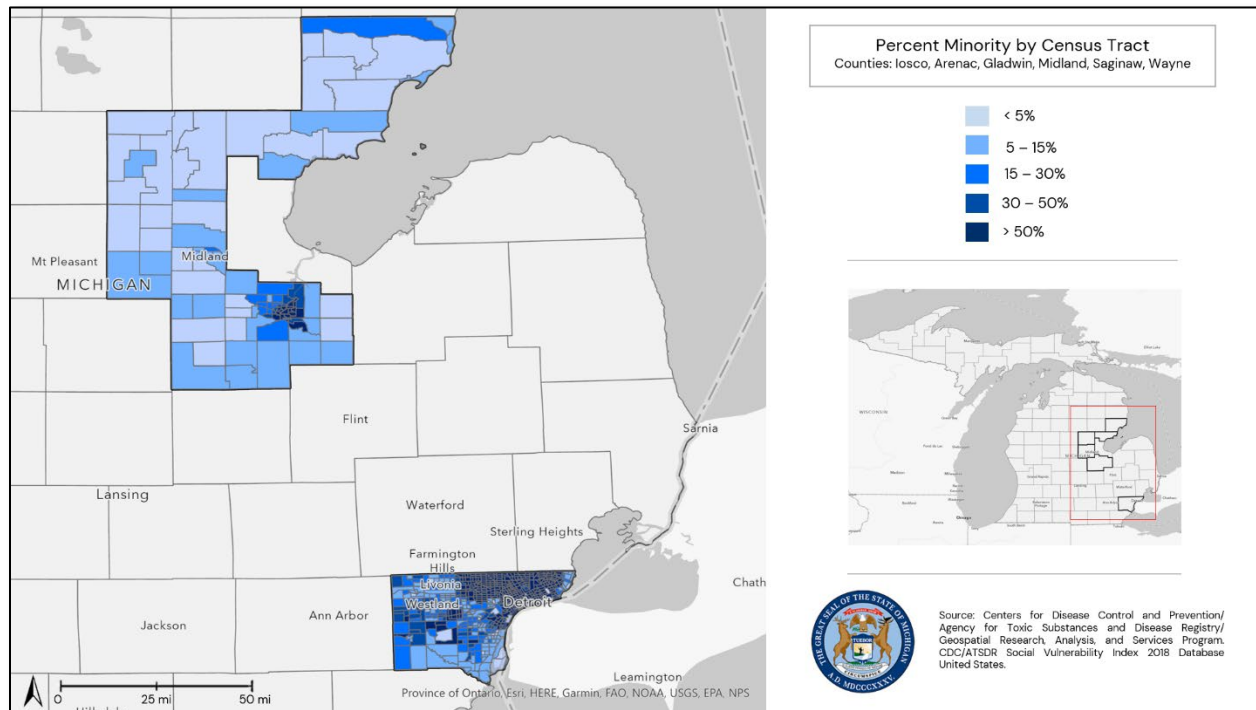 Percent Minority by Census Tract
Counties: Iosco, Arenac, Gladwin, Midland, Saginaw, Wayne
< 5%
5 – 15%
15 – 30%
30 – 50%
> 50%
Mt Pleasant
Midland
MICHIGAN
Flint
Sarnia
Lansing
Waterford
Sterling Heights
Farmington
Hills
Livonia
Westland
Detroit
Chath
Ann Arbor
Jackson
Leamington
0
25 mi
50 mi
Province of Ontario, Esri, HERE, Garmin, FAO, NOAA, USGS, EPA, NPS
THE GREAT SEAL OF THE STATE OF MICHIGAN
TUEBOR
A.D. MDCCCXXXV.
Source: Centers for Disease Control and Prevention/
Agency for Toxic Substances and Disease Registry/
Geospatial Research, Analysis, and Services Program.
CDC/ATSDR Social Vulnerability Index 2018 Database
United States.